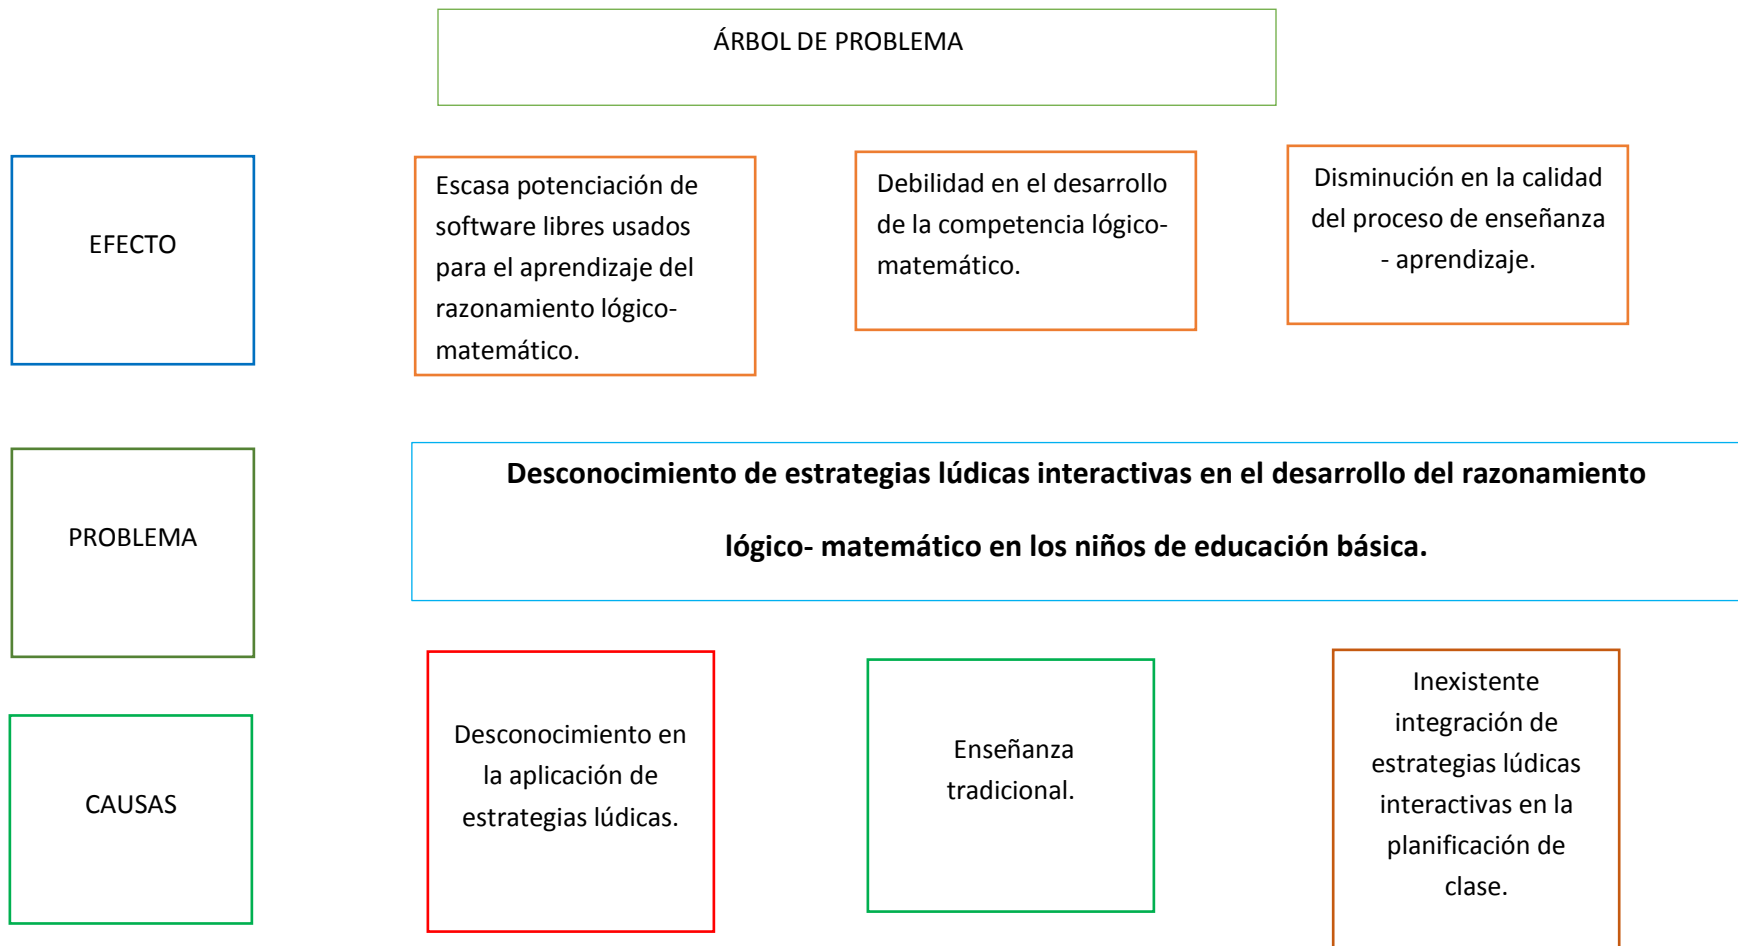 ÁRBOL DE PROBLEMA
EFECTO
Escasa potenciación de
software libres usados
para el aprendizaje del
razonamiento lógico-
matemático.
Debilidad en el desarrollo
de la competencia lógico-
matemático.
Disminución en la calidad
del proceso de enseñanza
- aprendizaje.
PROBLEMA
Desconocimiento de estrategias lúdicas interactivas en el desarrollo del razonamiento
lógico- matemático en los niños de educación básica.
CAUSAS
Desconocimiento en
la aplicación de
estrategias lúdicas.
Enseñanza
tradicional.
Inexistente
integración de
estrategias lúdicas
interactivas en la
planificación de
clase.